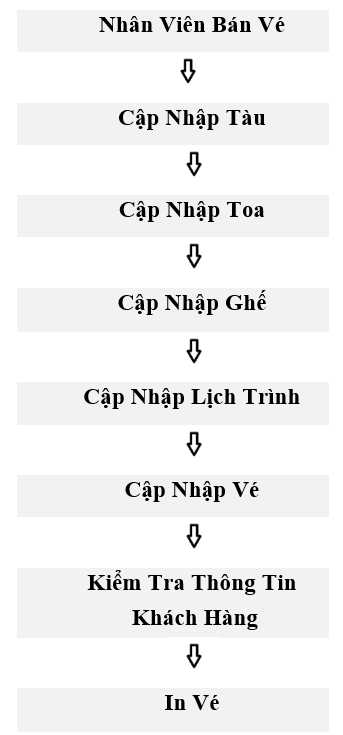 Nhân Viên Bán Vé
Cập Nhập Tàu
Cập Nhập Toa
Cập Nhập Ghế
Cập Nhập Lịch Trình
Cập Nhập Vé
Kiểm Tra Thông Tin
Khách Hàng
In Vé